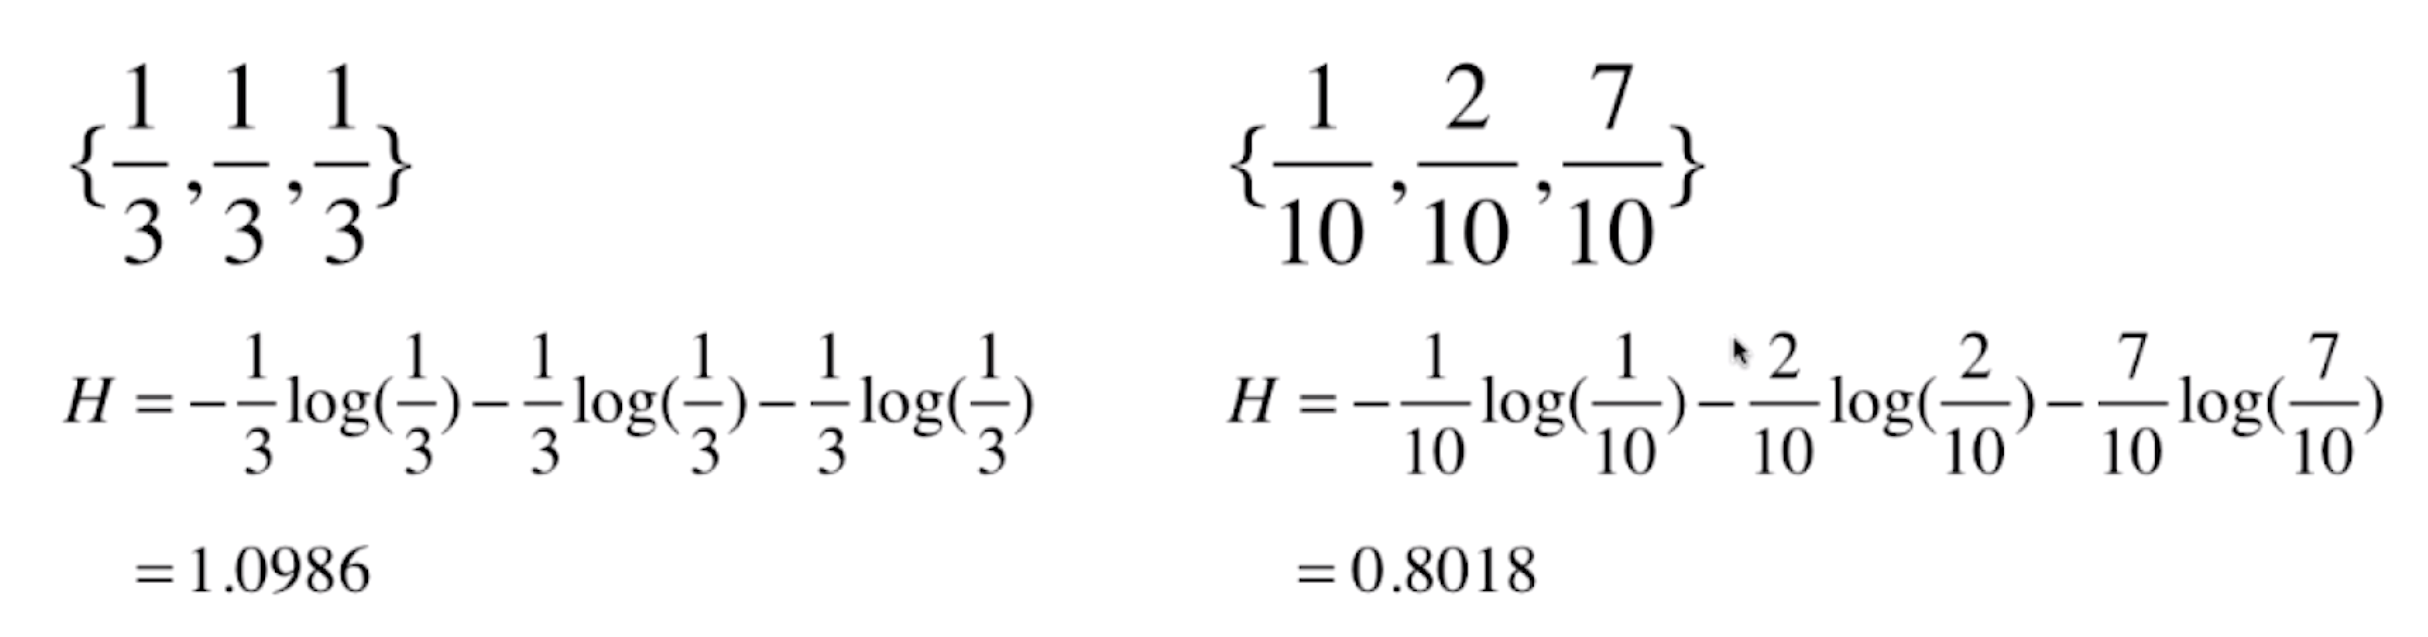 {1/3, 1/3, 1/3}
H = −1/3 log(1/3) − 1/3 log(1/3) − 1/3 log(1/3)
= 1.0986
{1/10, 2/10, 7/10}
H = −1/10 log(1/10) − 2/10 log(2/10) − 7/10 log(7/10)
= 0.8018